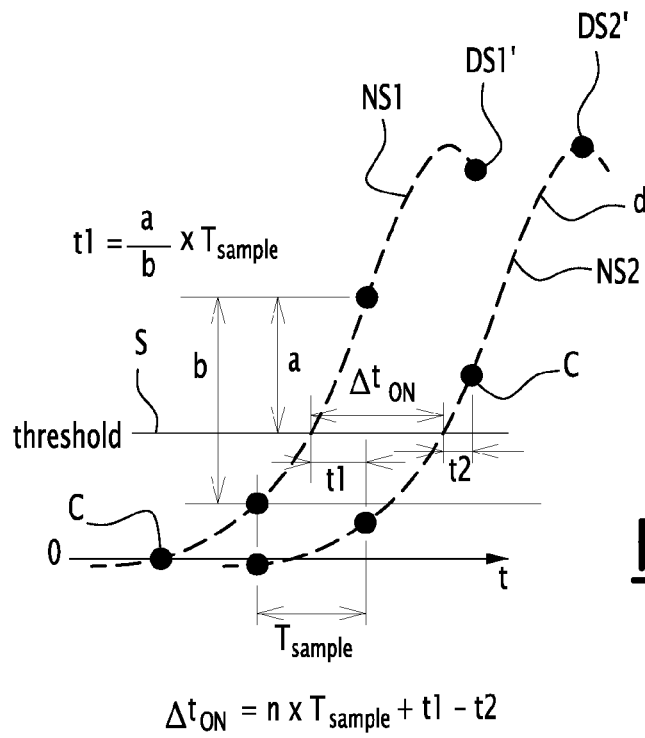 DS2'
DS1'
NS1
d
t1 = a/b x T_sample
NS2
S
b
a
Δt_ON
C
threshold
t1
t2
C
0
t
T_sample
Δt_ON = n x T_sample + t1 - t2